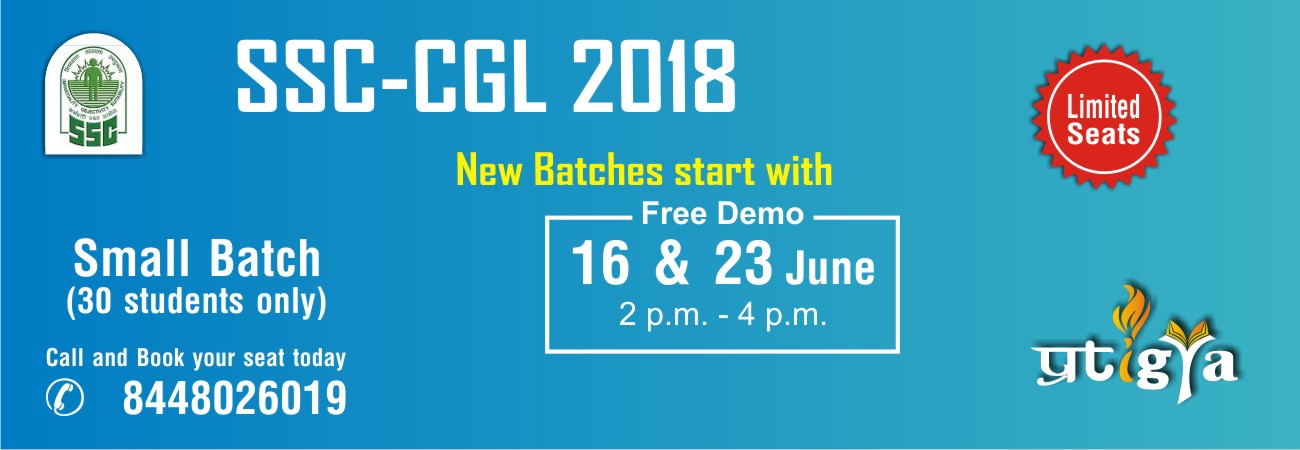 SSC-CGL 2018
SSC
Limited
Seats
New Batches start with
Free Demo
16 & 23 June
2 p.m. - 4 p.m.
Small Batch
(30 students only)
Call and Book your seat today
8448026019
प्रतigya